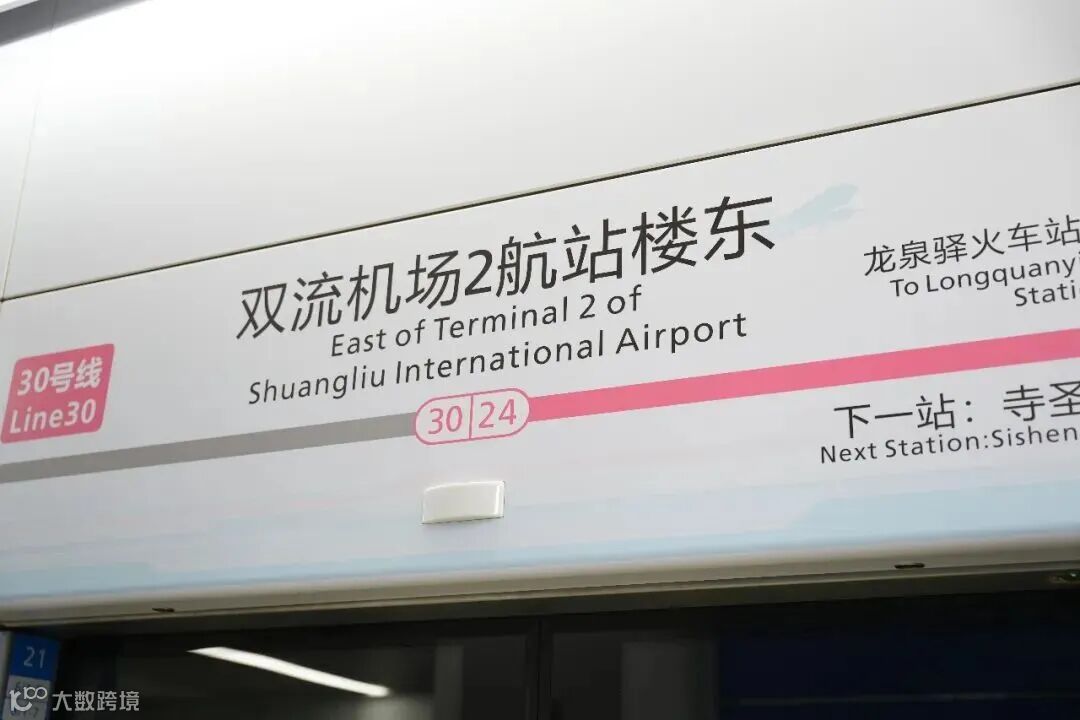 双流机场2航站楼东
East of Terminal 2 of
Shuangliu International Airport
30号线
Line30
30 24
龙泉驿火车站
To Longquanyi
Stati
下一站：寺圣
Next Station:Sishen
21
大数跨境